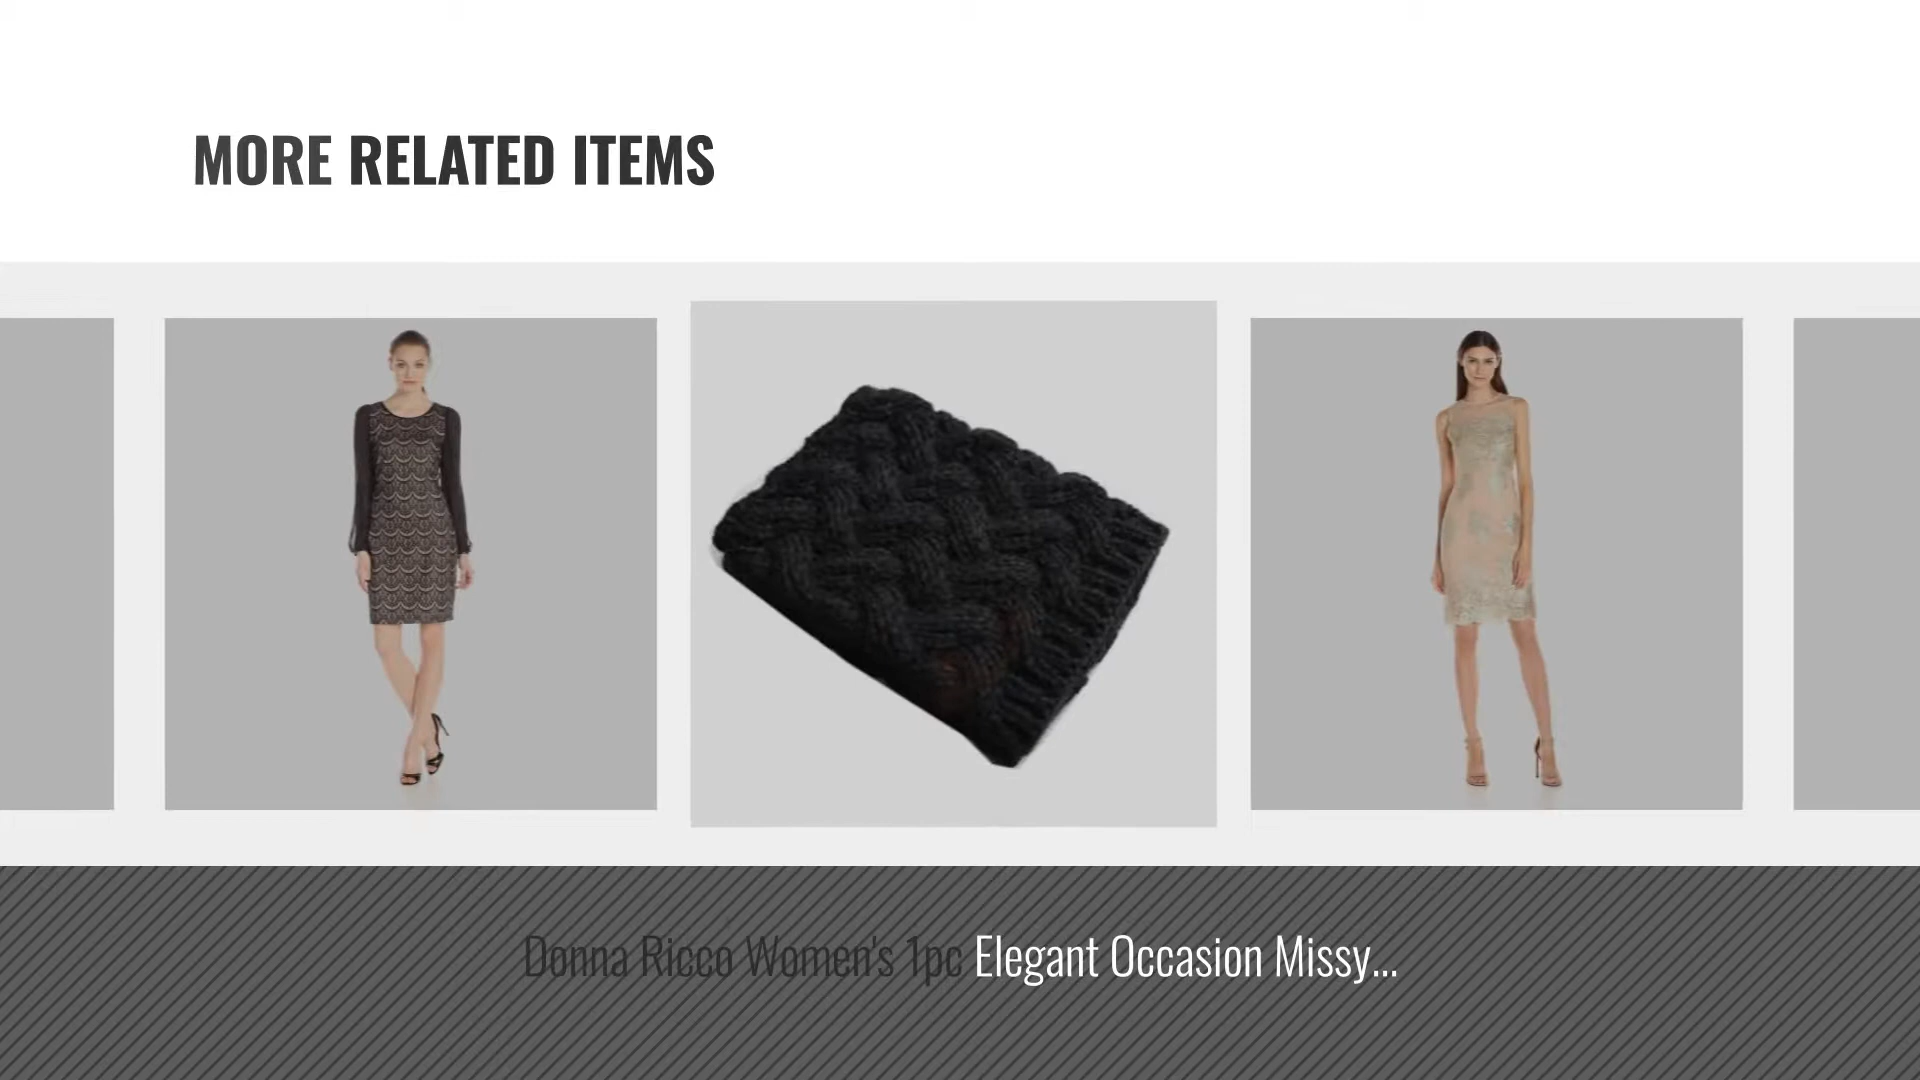 MORE RELATED ITEMS
Donna Ricco Women's 1pc Elegant Occasion Missy...